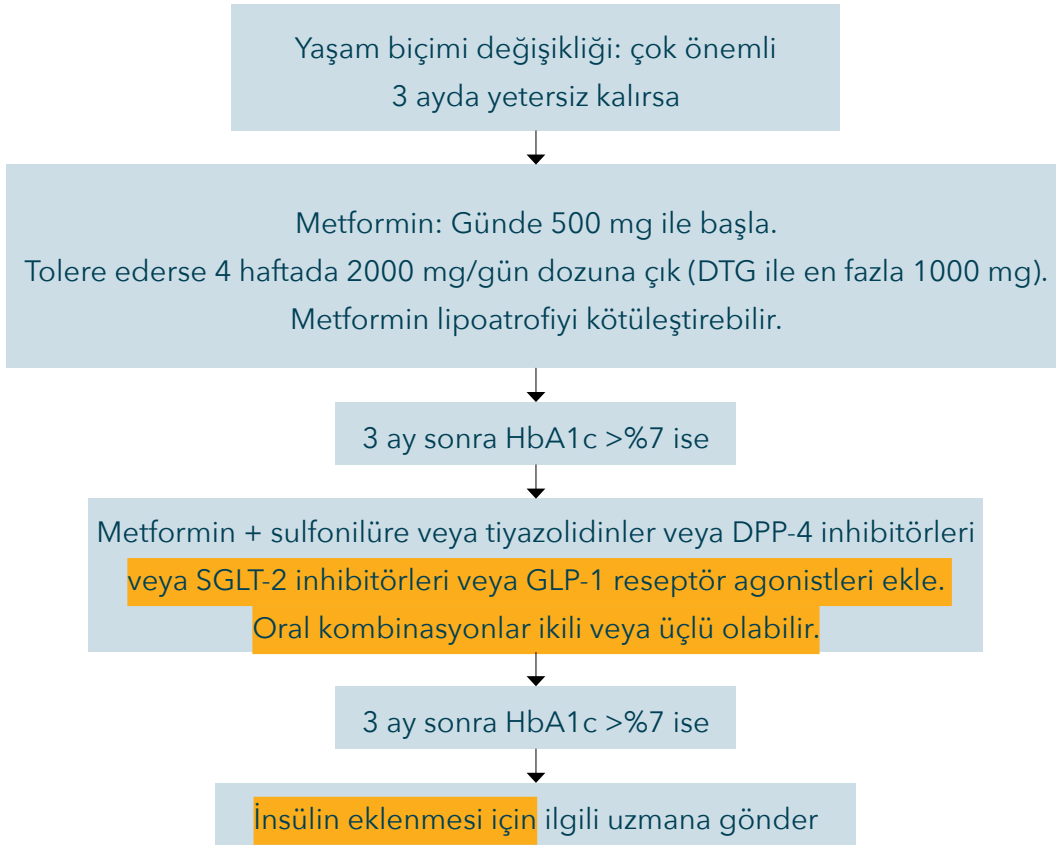 Yaşam biçimi değişikliği: çok önemli
3 ayda yetersiz kalırsa
Metformin: Günde 500 mg ile başla.
Tolere ederse 4 haftada 2000 mg/gün dozuna çık (DTG ile en fazla 1000 mg).
Metformin lipoatrofiyi kötüleştirebilir.
3 ay sonra HbA1c >%7 ise
Metformin + sulfonilüre veya tiyazolidinler veya DPP-4 inhibitörleri
veya SGLT-2 inhibitörleri veya GLP-1 reseptör agonistleri ekle.
Oral kombinasyonlar ikili veya üçlü olabilir.
3 ay sonra HbA1c >%7 ise
İnsülin eklenmesi için ilgili uzmana gönder